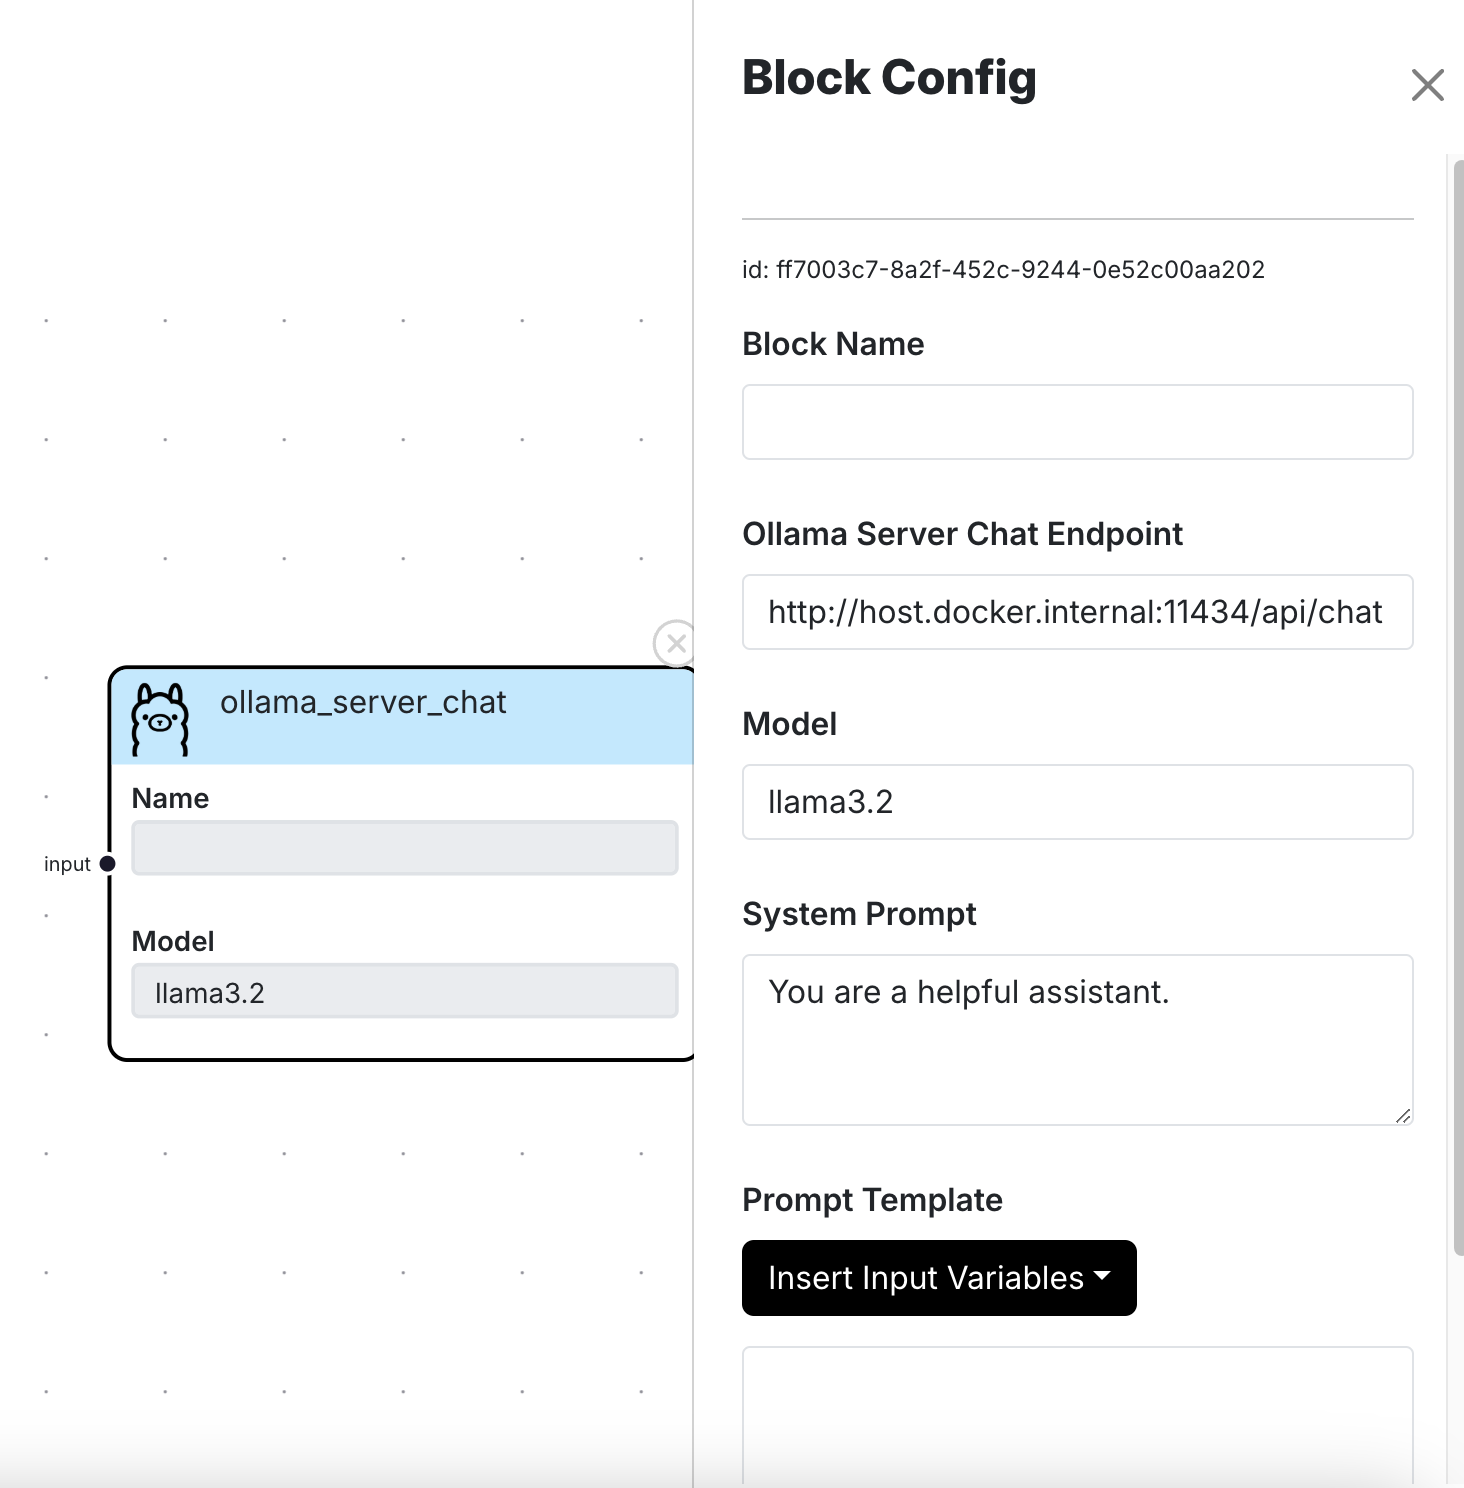 Block Config
id: ff7003c7-8a2f-452c-9244-0e52c00aa202
Block Name
Ollama Server Chat Endpoint
http://host.docker.internal:11434/api/chat
Model
llama3.2
System Prompt
You are a helpful assistant.
Prompt Template
Insert Input Variables
ollama_server_chat
Name
input
Model
llama3.2